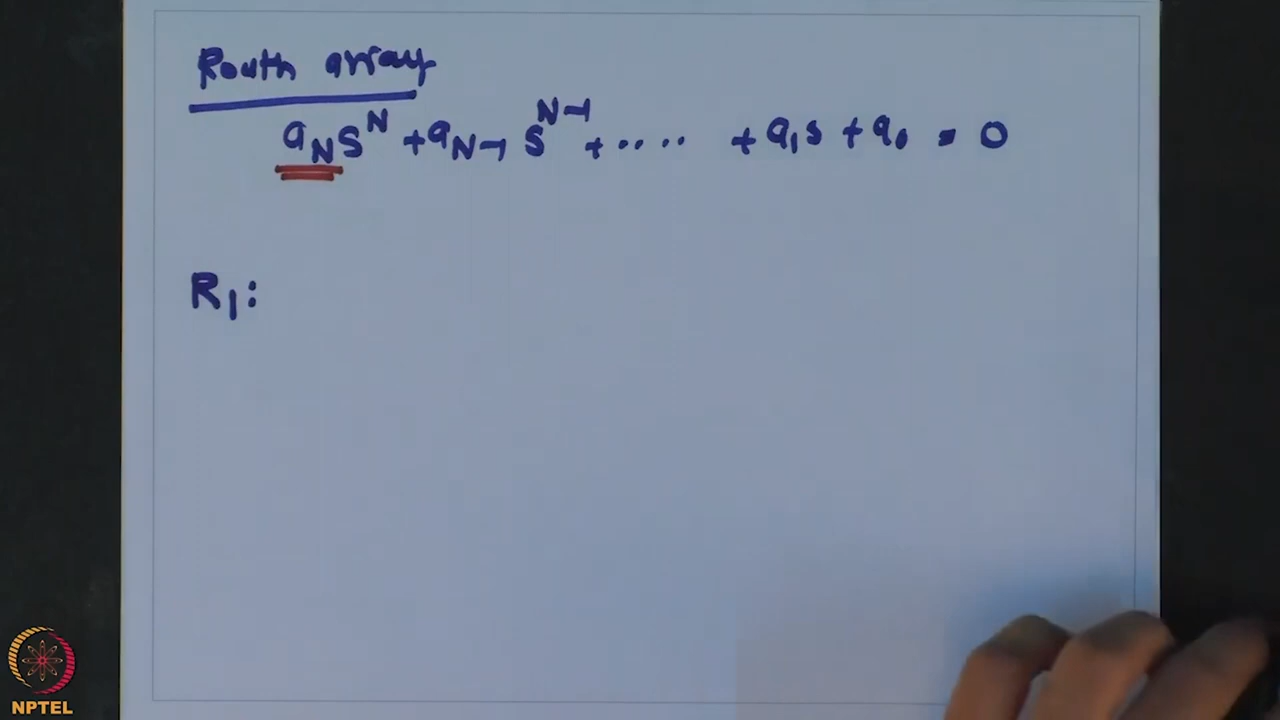 Routh array
a_N s^N + a_{N-1} s^{N-1} + .... + a_1 s + a_0 = 0
R_1:
NPTEL